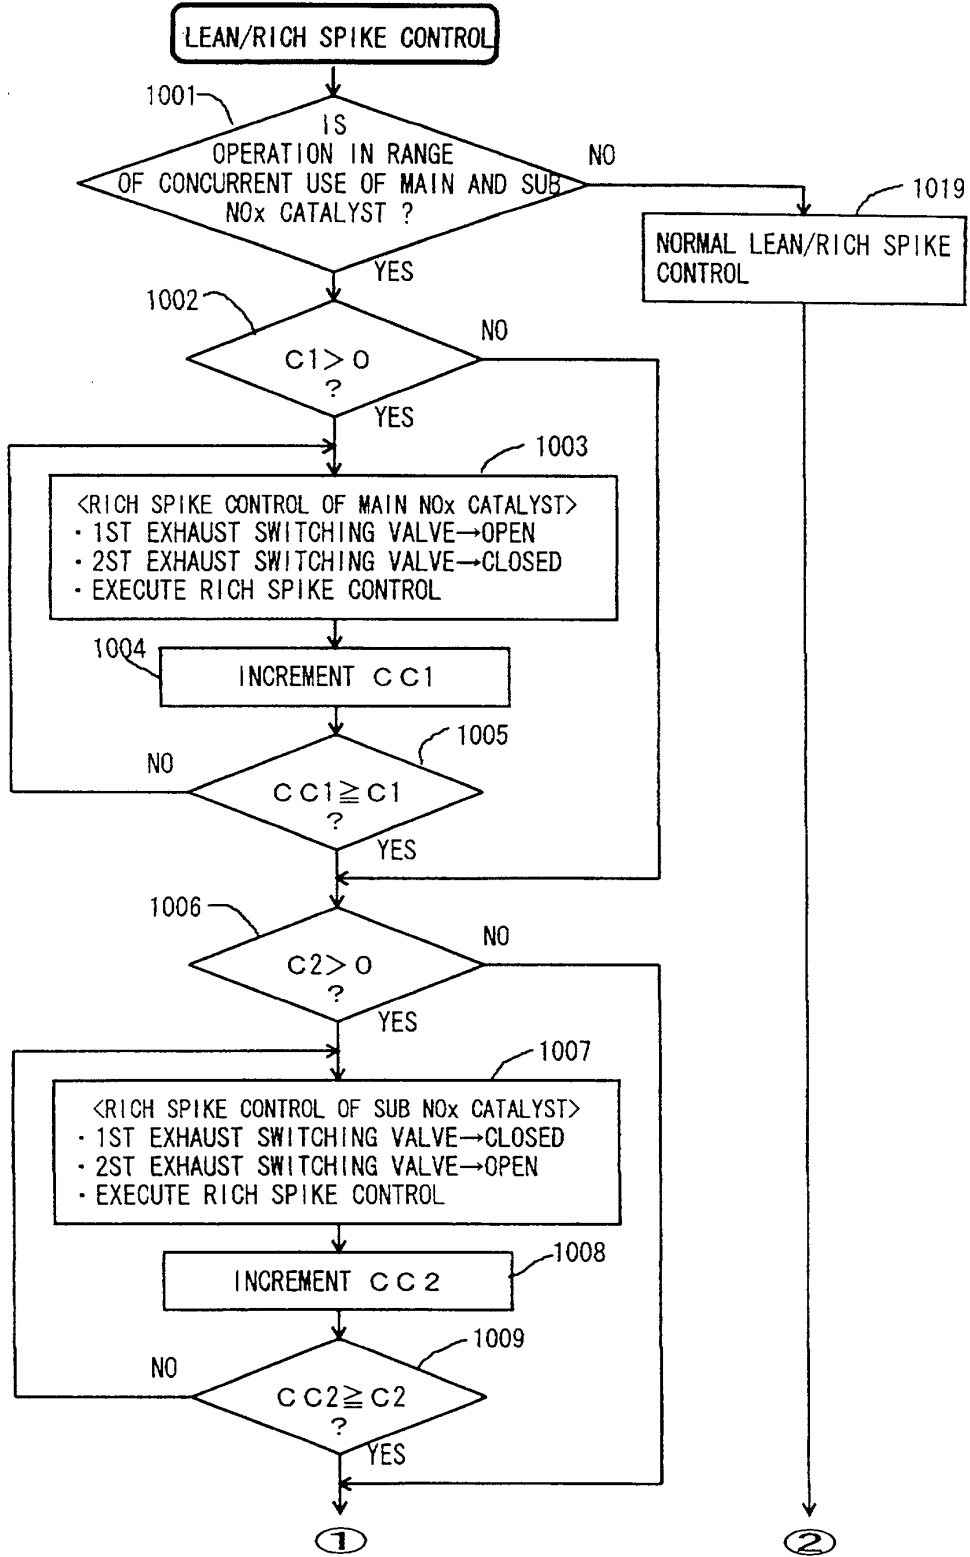 LEAN/RICH SPIKE CONTROL
1001
IS
OPERATION IN RANGE
OF CONCURRENT USE OF MAIN AND SUB
NOx CATALYST ?
NO
YES
1019
NORMAL LEAN/RICH SPIKE
CONTROL
1002
C1>0
?
NO
YES
1003
<RICH SPIKE CONTROL OF MAIN NOx CATALYST>
・1ST EXHAUST SWITCHING VALVE→OPEN
・2ST EXHAUST SWITCHING VALVE→CLOSED
・EXECUTE RICH SPIKE CONTROL
1004
INCREMENT CC1
1005
NO
CC1≧C1
?
YES
1006
C2>0
?
NO
YES
1007
<RICH SPIKE CONTROL OF SUB NOx CATALYST>
・1ST EXHAUST SWITCHING VALVE→CLOSED
・2ST EXHAUST SWITCHING VALVE→OPEN
・EXECUTE RICH SPIKE CONTROL
1008
INCREMENT CC2
1009
NO
CC2≧C2
?
YES
①
②